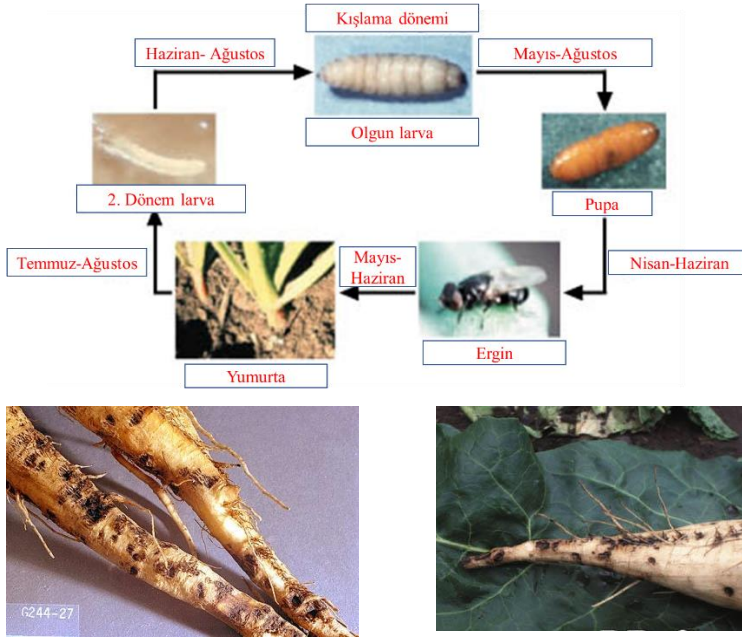 Kışlama dönemi
Haziran- Ağustos
Mayıs-Ağustos
Olgun larva
2. Dönem larva
Pupa
Temmuz-Ağustos
Mayıs-
Haziran
Nisan-Haziran
Ergin
Yumurta
G244-27